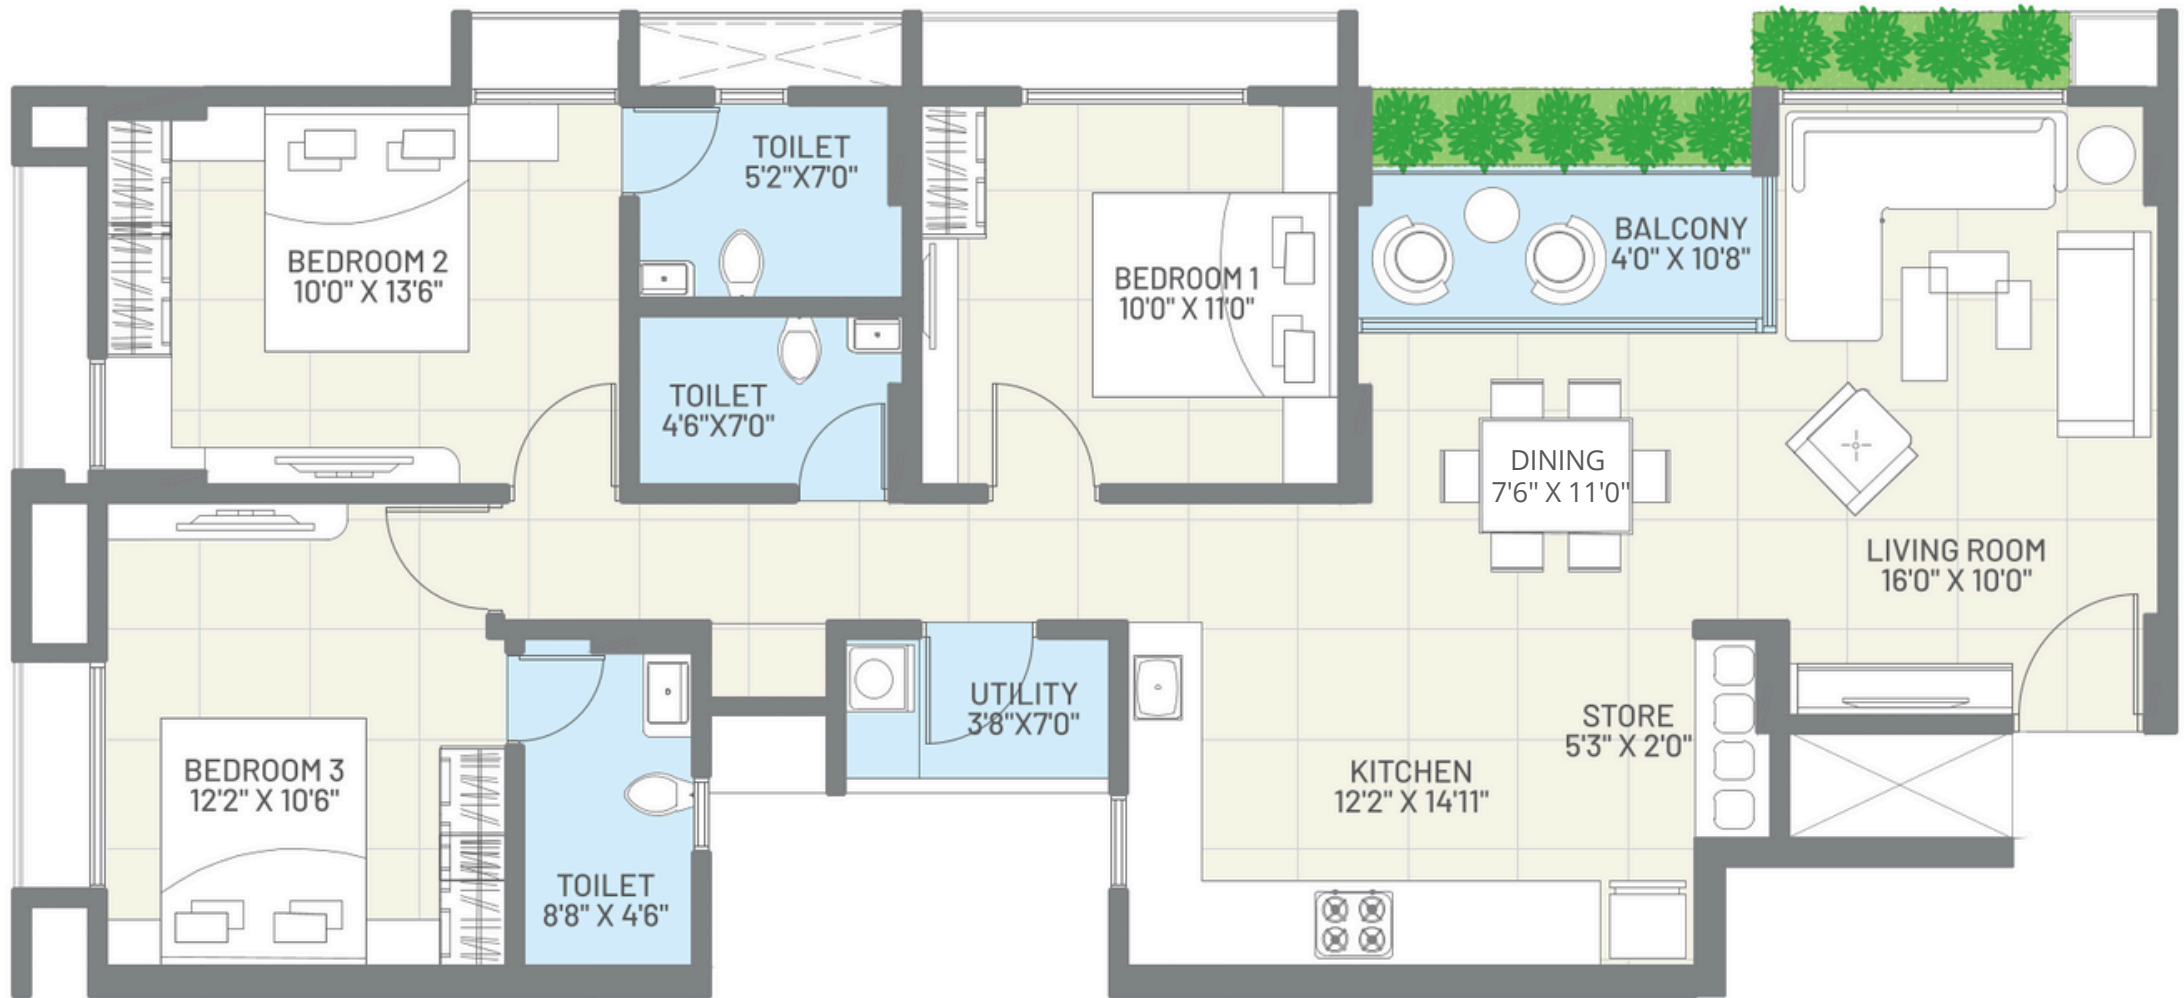 TOILET
5'2"X7'0"
BEDROOM 2
10'0" X 13'6"
BEDROOM 1
10'0" X 11'0"
BALCONY
4'0" X 10'8"
TOILET
4'6"X7'0"
DINING
7'6" X 11'0"
LIVING ROOM
16'0" X 10'0"
UTILITY
3'8"X7'0"
STORE
5'3" X 2'0"
BEDROOM 3
12'2" X 10'6"
KITCHEN
12'2" X 14'11"
TOILET
8'8" X 4'6"